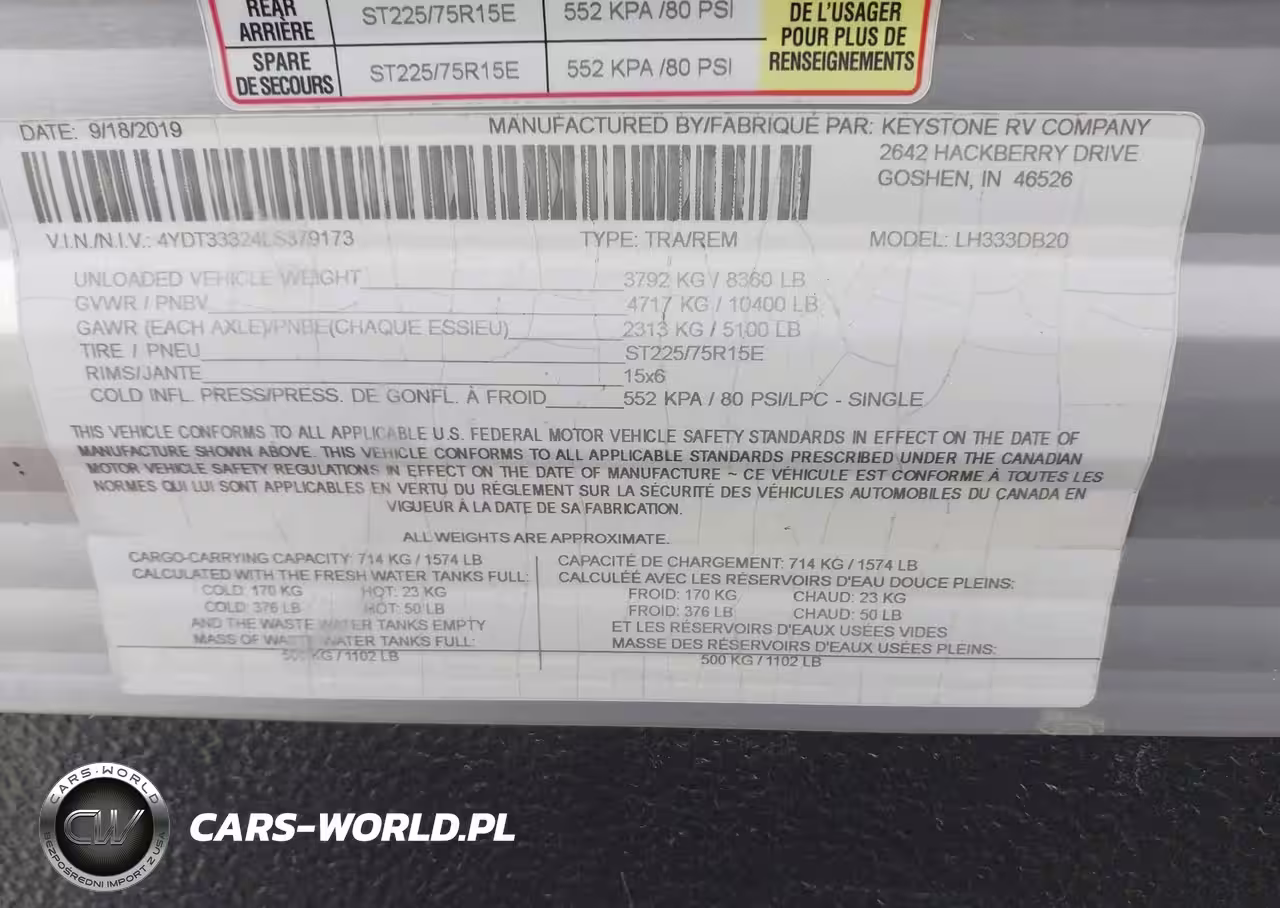 REAR ST225/75R15E 552 KPA /80 PSI DE L'USAGER
ARRIÈRE POUR PLUS DE
SPARE ST225/75R15E 552 KPA /80 PSI RENSEIGNEMENTS
DE SECOURS
DATE: 9/18/2019 MANUFACTURED BY/FABRIQUÉ PAR: KEYSTONE RV COMPANY
2642 HACKBERRY DRIVE
GOSHEN, IN 46526
V.I.N./N.I.V.: 4YDT33324LS379173 TYPE: TRA/REM MODEL: LH333DB20
UNLOADED VEHICLE WEIGHT 3792 KG / 8360 LB
GVWR / PNBV 4717 KG / 10400 LB
GAWR (EACH AXLE)/PNBE(CHAQUE ESSIEU) 2313 KG / 5100 LB
TIRE / PNEU ST225/75R15E
RIMS/JANTE 15x6
COLD INFL. PRESS/PRESS. DE GONFL. À FROID 552 KPA / 80 PSI/LPC - SINGLE
THIS VEHICLE CONFORMS TO ALL APPLICABLE U.S. FEDERAL MOTOR VEHICLE SAFETY STANDARDS IN EFFECT ON THE DATE OF
MANUFACTURE SHOWN ABOVE. THIS VEHICLE CONFORMS TO ALL APPLICABLE STANDARDS PRESCRIBED UNDER THE CANADIAN
MOTOR VEHICLE SAFETY REGULATIONS IN EFFECT ON THE DATE OF MANUFACTURE ~ CE VÉHICULE EST CONFORME À TOUTES LES
NORMES QUI LUI SONT APPLICABLES EN VERTU DU RÉGLEMENT SUR LA SÉCURITÉ DES VÉHICULES AUTOMOBILES DU CANADA EN
VIGUEUR À LA DATE DE SA FABRICATION.
ALL WEIGHTS ARE APPROXIMATE.
CARGO-CARRYING CAPACITY: 714 KG / 1574 LB
CALCULATED WITH THE FRESH WATER TANKS FULL:
COLD: 170 KG HOT: 23 KG
COLD: 376 LB HOT: 50 LB
AND THE WASTE WATER TANKS EMPTY
MASS OF WASTE WATER TANKS FULL:
500 KG / 1102 LB
CAPACITÉ DE CHARGEMENT: 714 KG / 1574 LB
CALCULÉE AVEC LES RÉSERVOIRS D'EAU DOUCE PLEINS:
FROID: 170 KG CHAUD: 23 KG
FROID: 376 LB CHAUD: 50 LB
ET LES RÉSERVOIRS D'EAUX USÉES VIDES
MASSE DES RÉSERVOIRS D'EAUX USÉES PLEINS:
500 KG / 1102 LB
CARS-WORLD
CW
BEZPOŚREDNI IMPORT Z USA
CARS-WORLD.PL